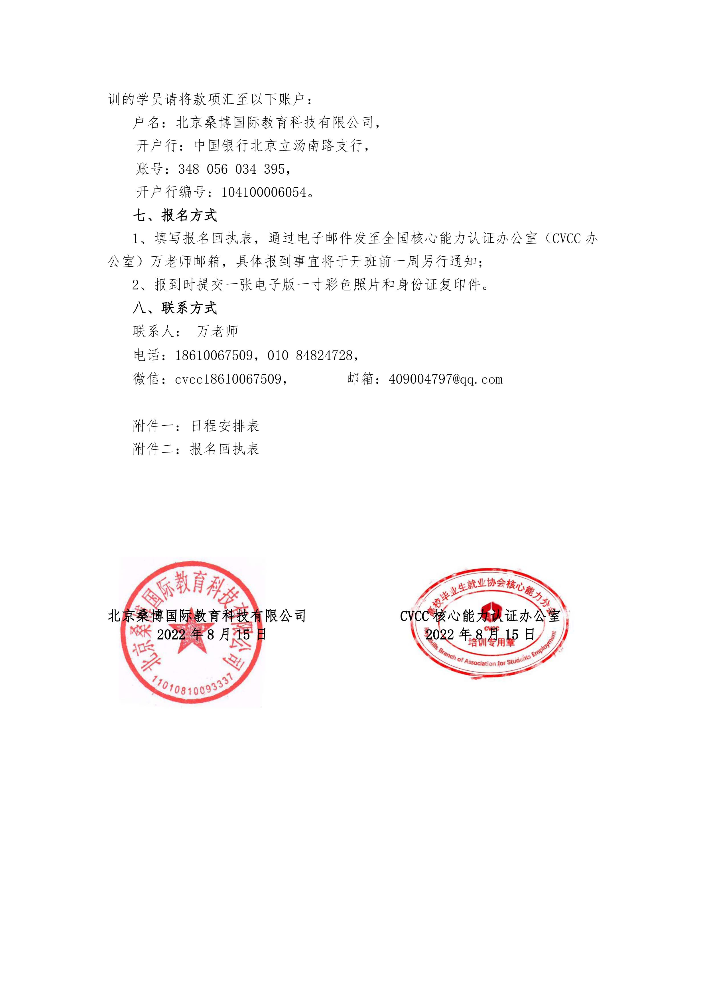 训的学员请将款项汇至以下账户：
户名：北京桑博国际教育科技有限公司，
开户行：中国银行北京立汤南路支行，
账号：348 056 034 395，
开户行编号：104100006054。
七、报名方式
1、填写报名回执表，通过电子邮件发至全国核心能力认证办公室（CVCC 办
公室）万老师邮箱，具体报到事宜将于开班前一周另行通知；
2、报到时提交一张电子版一寸彩色照片和身份证复印件。
八、联系方式
联系人： 万老师
电话：18610067509，010-84824728，
微信：cvcc18610067509， 邮箱：409004797@qq.com
附件一：日程安排表
附件二：报名回执表
北京桑博国际教育科技有限公司 CVCC 核心能力认证办公室
2022 年 8 月 15 日 2022 年 8 月 15 日
北京桑博国际教育科技有限公司
11010810093337
高校毕业生就业协会核心能力分会
CVCC
培训专用章
Key Skills Branch of Association for Students Employment